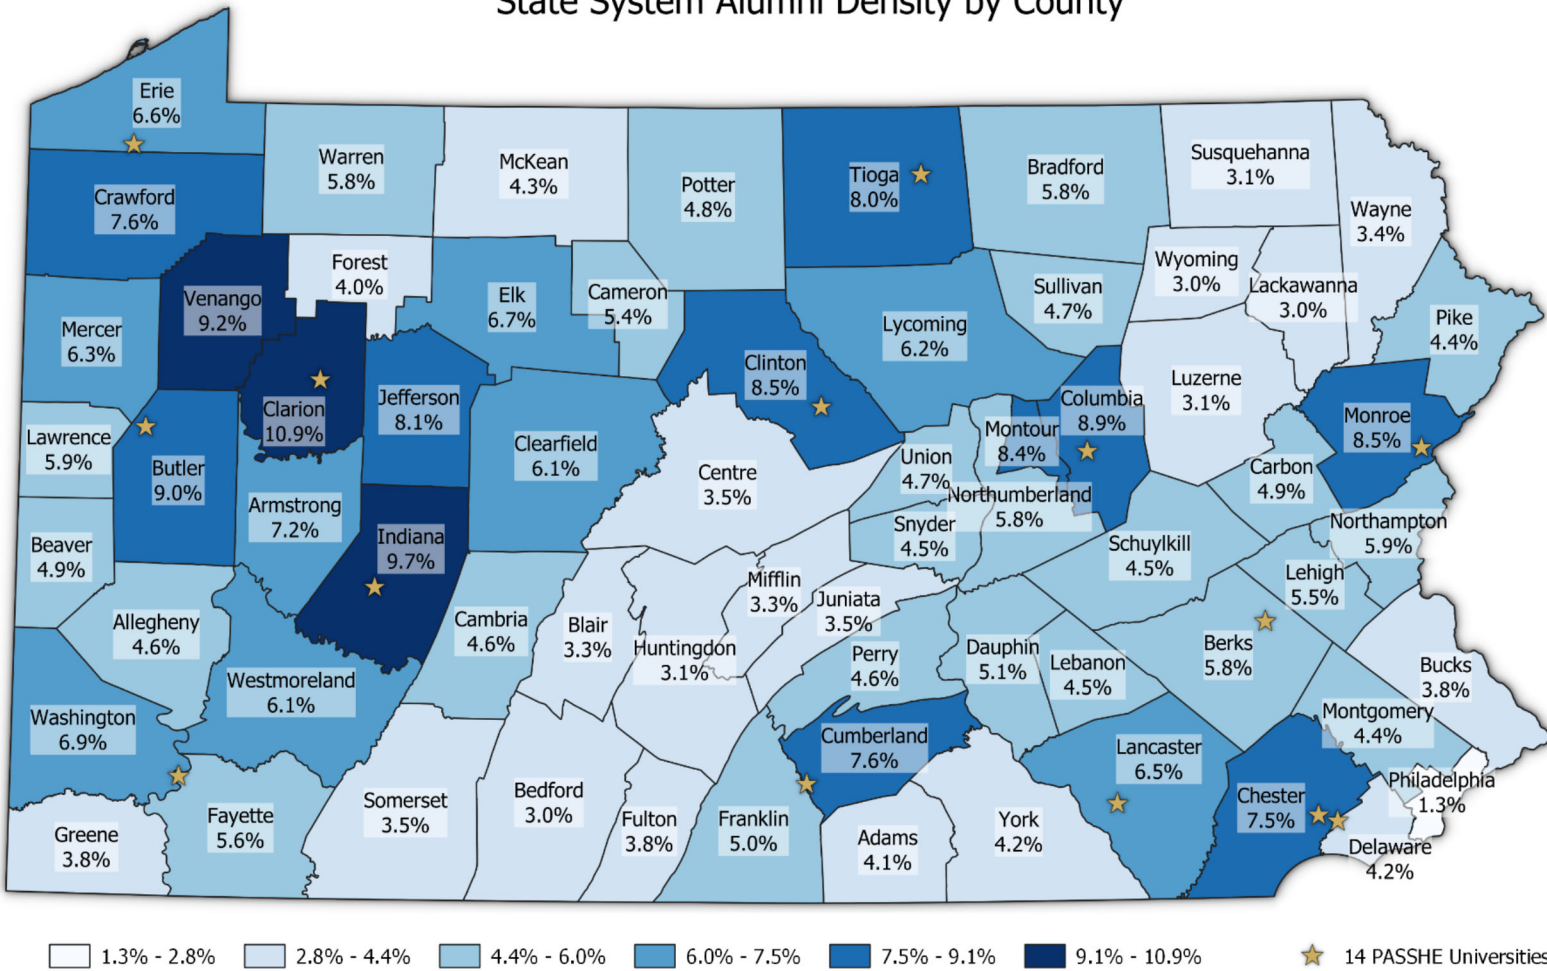 State System Alumni Density by County
Erie
6.6%
Warren
5.8%
McKean
4.3%
Potter
4.8%
Tioga
8.0%
Bradford
5.8%
Susquehanna
3.1%
Wayne
3.4%
Crawford
7.6%
Forest
4.0%
Venango
9.2%
Elk
6.7%
Cameron
5.4%
Sullivan
4.7%
Wyoming
3.0%
Lackawanna
3.0%
Mercer
6.3%
Lycoming
6.2%
Pike
4.4%
Clarion
10.9%
Jefferson
8.1%
Clinton
8.5%
Luzerne
3.1%
Columbia
8.9%
Montour
8.4%
Monroe
8.5%
Lawrence
5.9%
Butler
9.0%
Clearfield
6.1%
Centre
3.5%
Union
4.7%
Carbon
4.9%
Armstrong
7.2%
Northumberland
5.8%
Snyder
4.5%
Northampton
5.9%
Beaver
4.9%
Indiana
9.7%
Schuylkill
4.5%
Lehigh
5.5%
Mifflin
3.3%
Juniata
3.5%
Allegheny
4.6%
Cambria
4.6%
Blair
3.3%
Huntingdon
3.1%
Perry
4.6%
Dauphin
5.1%
Lebanon
4.5%
Berks
5.8%
Bucks
3.8%
Westmoreland
6.1%
Washington
6.9%
Montgomery
4.4%
Cumberland
7.6%
Lancaster
6.5%
Philadelphia
1.3%
Chester
7.5%
Somerset
3.5%
Bedford
3.0%
Fulton
3.8%
Franklin
5.0%
Adams
4.1%
York
4.2%
Fayette
5.6%
Greene
3.8%
Delaware
4.2%
1.3% - 2.8%
2.8% - 4.4%
4.4% - 6.0%
6.0% - 7.5%
7.5% - 9.1%
9.1% - 10.9%
14 PASSHE Universities